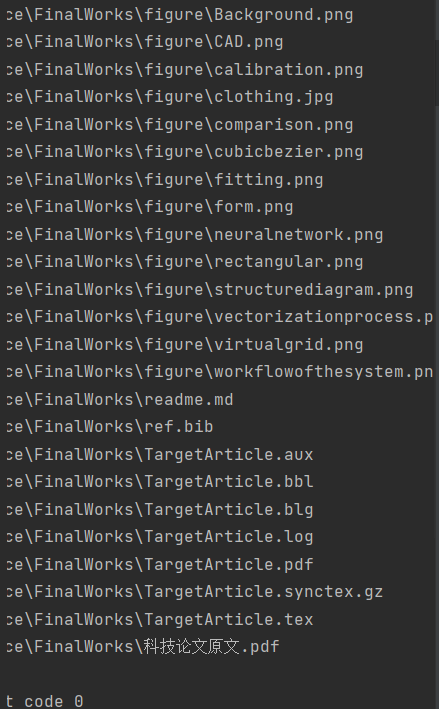 ce\FinalWorks\figure\Background.png
ce\FinalWorks\figure\CAD.png
ce\FinalWorks\figure\calibration.png
ce\FinalWorks\figure\clothing.jpg
ce\FinalWorks\figure\comparison.png
ce\FinalWorks\figure\cubicbezier.png
ce\FinalWorks\figure\fitting.png
ce\FinalWorks\figure\form.png
ce\FinalWorks\figure\neuralnetwork.png
ce\FinalWorks\figure\rectangular.png
ce\FinalWorks\figure\structurediagram.png
ce\FinalWorks\figure\vectorizationprocess.p
ce\FinalWorks\figure\virtualgrid.png
ce\FinalWorks\figure\workflowofthesystem.pn
ce\FinalWorks\readme.md
ce\FinalWorks\ref.bib
ce\FinalWorks\TargetArticle.aux
ce\FinalWorks\TargetArticle.bbl
ce\FinalWorks\TargetArticle.blg
ce\FinalWorks\TargetArticle.log
ce\FinalWorks\TargetArticle.pdf
ce\FinalWorks\TargetArticle.synctex.gz
ce\FinalWorks\TargetArticle.tex
ce\FinalWorks\科技论文原文.pdf
t code 0